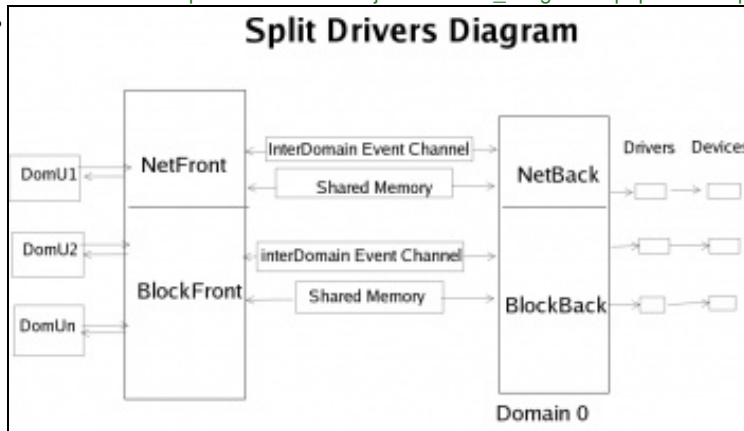 Split Drivers Diagram
InterDomain Event Channel
Drivers Devices
DomU1
NetFront
Shared Memory
NetBack
DomU2
interDomain Event Channel
BlockFront
Shared Memory
BlockBack
DomUn
Domain 0